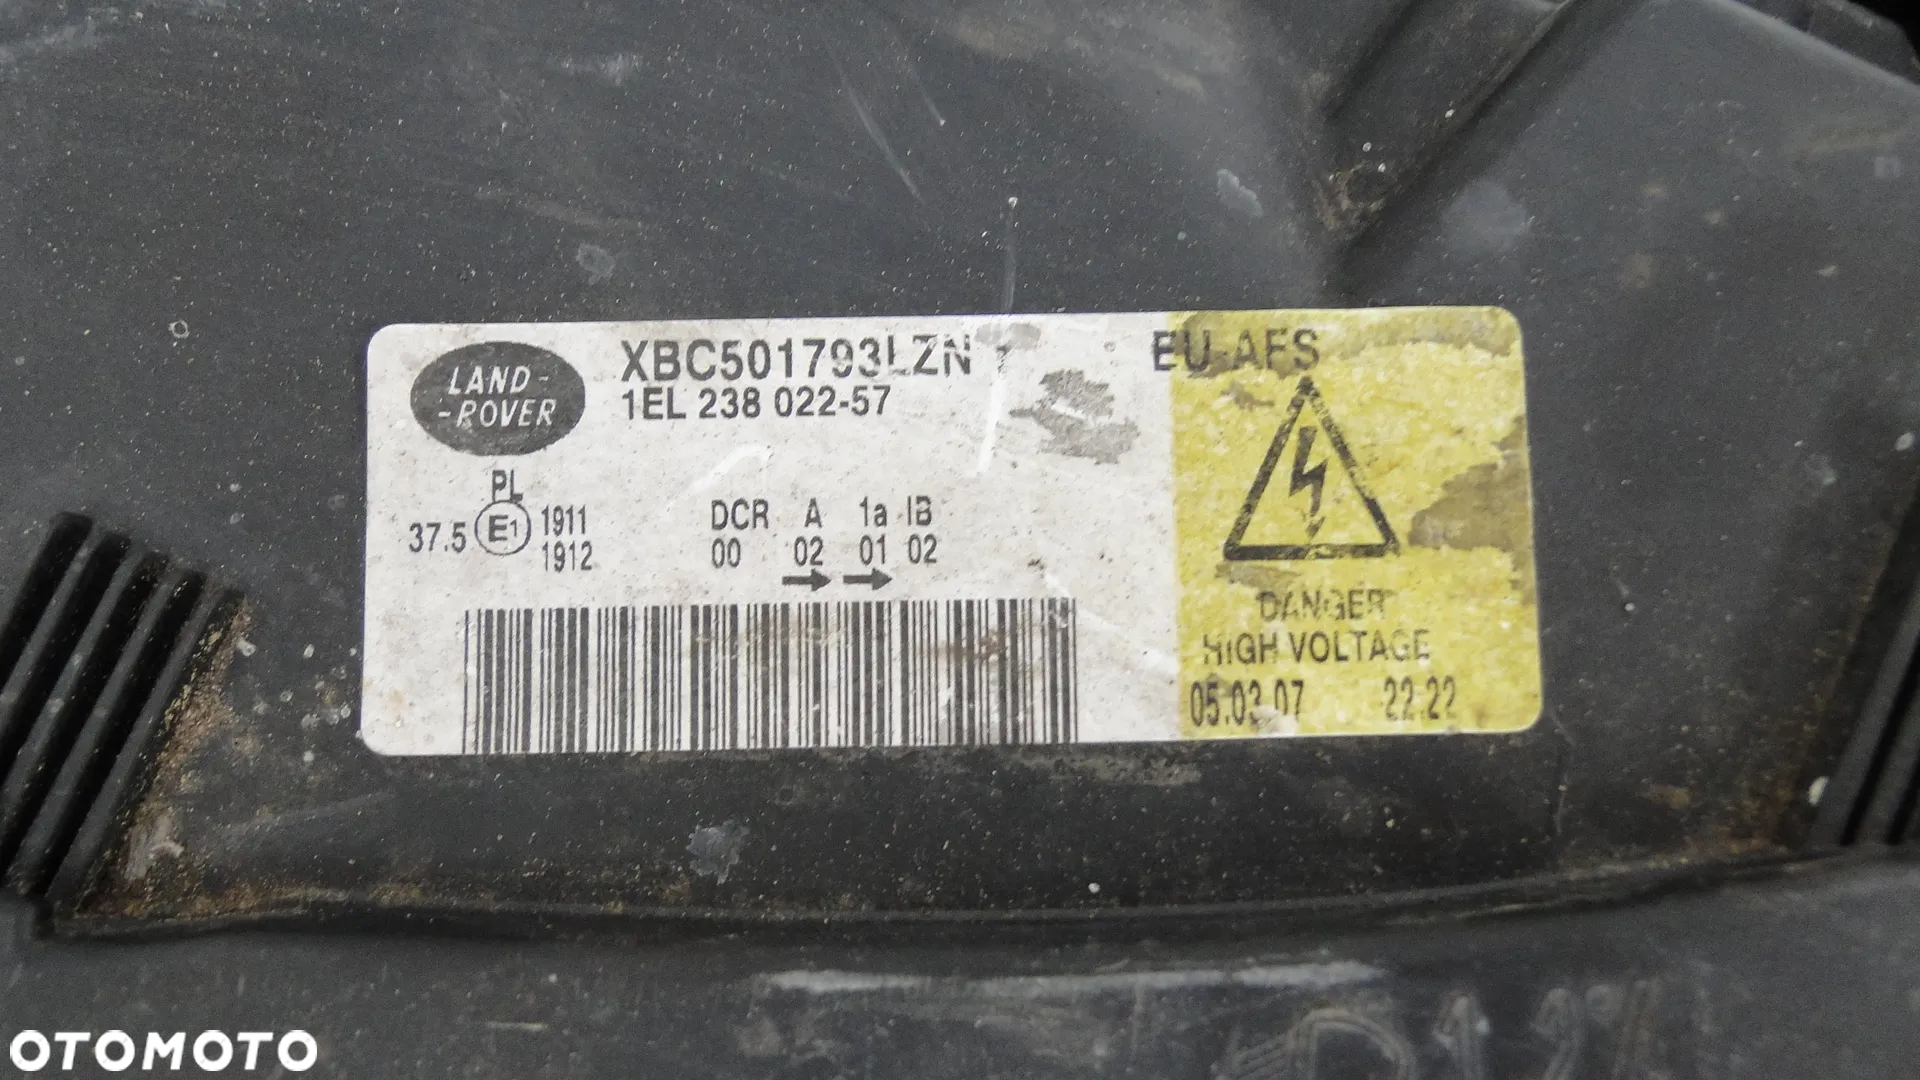 LAND-
-ROVER
XBC501793LZN
1EL 238 022-57
PL
37.5 E1 1911
1912
DCR A 1a IB
00 02 01 02
EU-AFS
DANGER
HIGH VOLTAGE
05.03.07 22.22
OTOMOTO